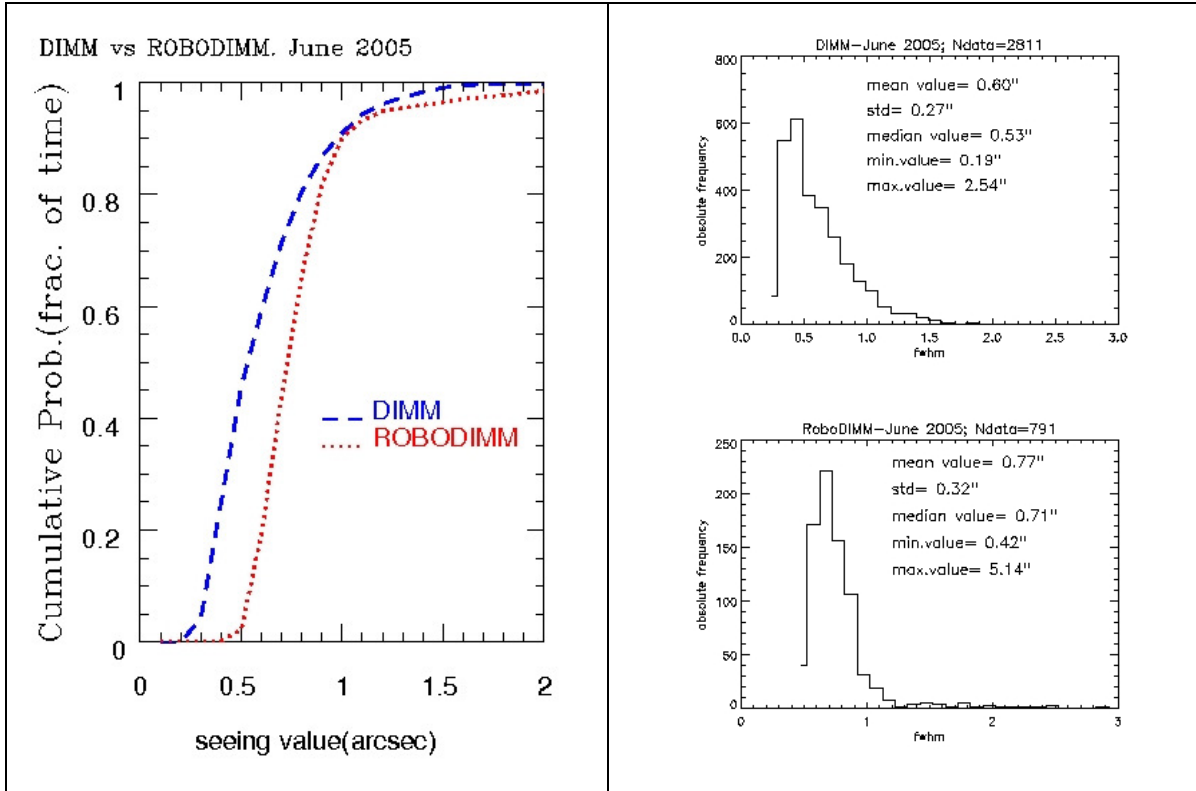 DIMM vs ROBODIMM. June 2005
Cumulative Prob.(frac. of time)
1
0.8
0.6
0.4
0.2
0
DIMM
ROBODIMM
0 0.5 1 1.5 2
seeing value(arcsec)
DIMM-June 2005; Ndata=2811
absolute frequency
800
600
400
200
0
mean value= 0.60"
std= 0.27"
median value= 0.53"
min.value= 0.19"
max.value= 2.54"
0.0 0.5 1.0 1.5 2.0 2.5 3.0
fwhm
RoboDIMM-June 2005; Ndata=791
absolute frequency
250
200
150
100
50
0
mean value= 0.77"
std= 0.32"
median value= 0.71"
min.value= 0.42"
max.value= 5.14"
0 1 2 3
fwhm